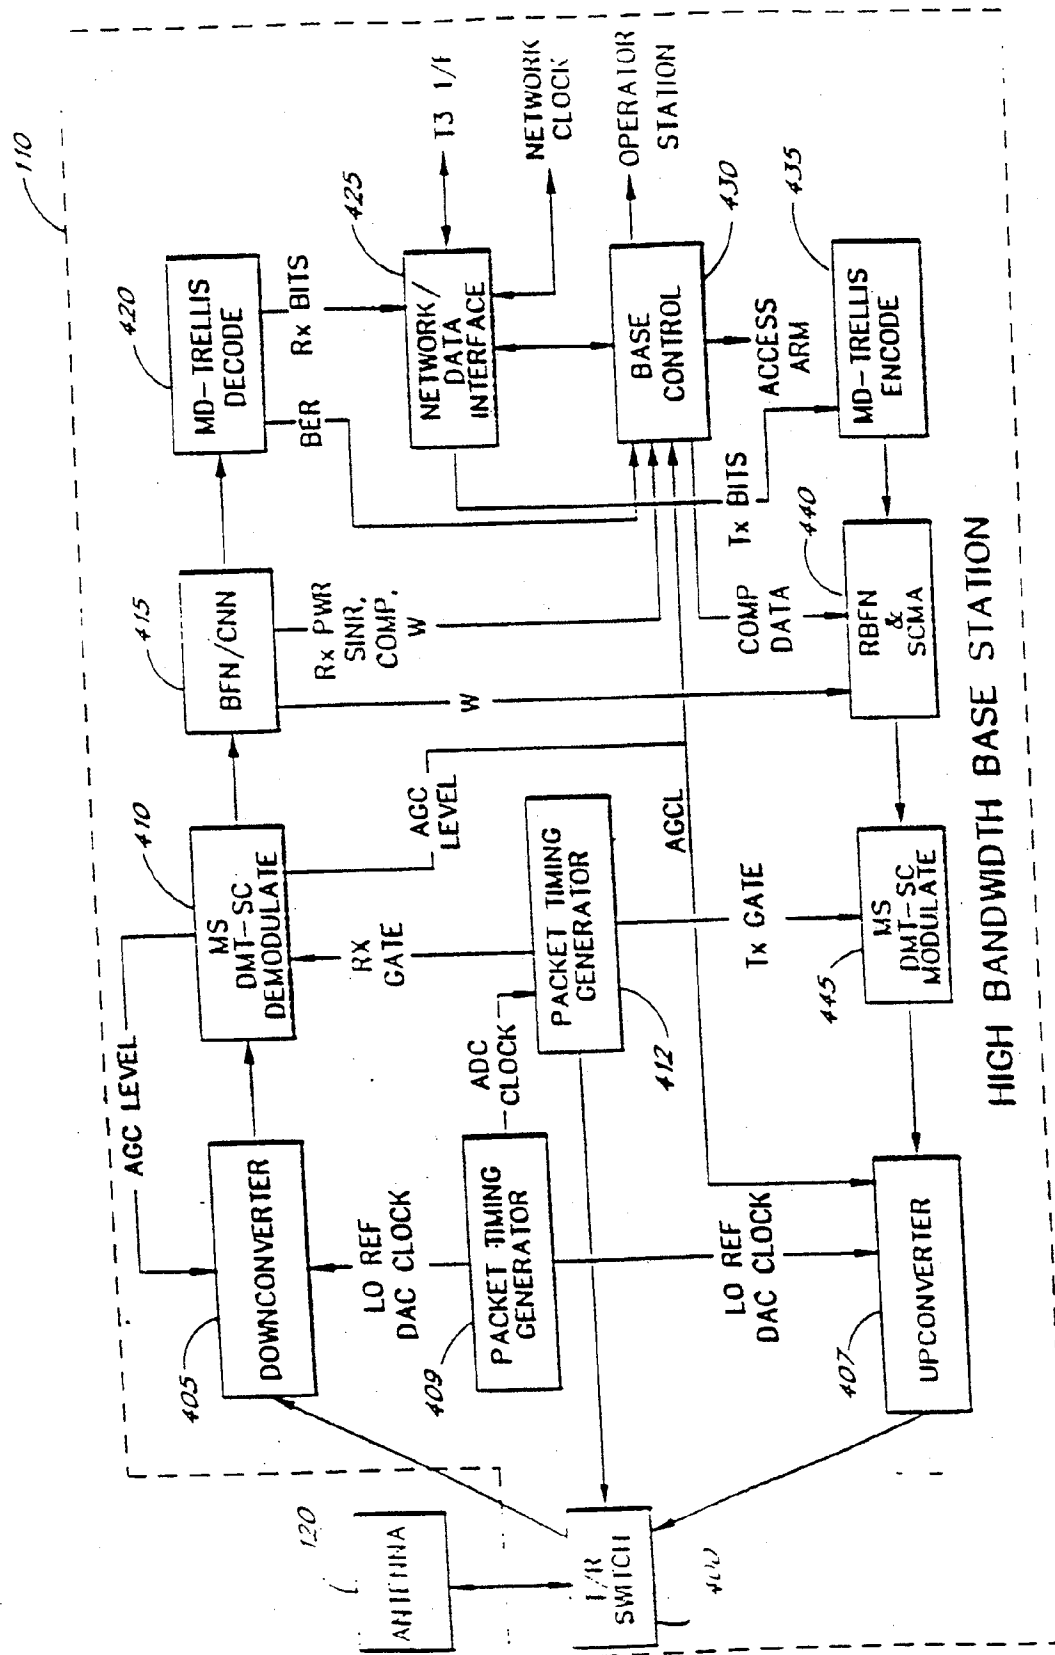 110
120
ANTENNA
T/R
SWITCH
400
AGC LEVEL
405
DOWNCONVERTER
410
MS
DMT-SC
DEMODULATE
415
BFN/CNN
420
MD-TRELLIS
DECODE
LO REF
DAC CLOCK
RX
GATE
AGC
LEVEL
Rx PWR
SINR,
COMP,
W
W
BER
Rx BITS
409
PACKET TIMING
GENERATOR
ADC
CLOCK
PACKET TIMING
GENERATOR
412
425
NETWORK/
DATA
INTERFACE
T3 I/F
NETWORK
CLOCK
AGCL
BASE
CONTROL
430
OPERATOR
STATION
LO REF
DAC CLOCK
Tx GATE
COMP
DATA
Tx BITS
ACCESS
ARM
407
UPCONVERTER
445
MS
DMT-SC
MODULATE
440
RBFN
&
SCMA
435
MD-TRELLIS
ENCODE
HIGH BANDWIDTH BASE STATION